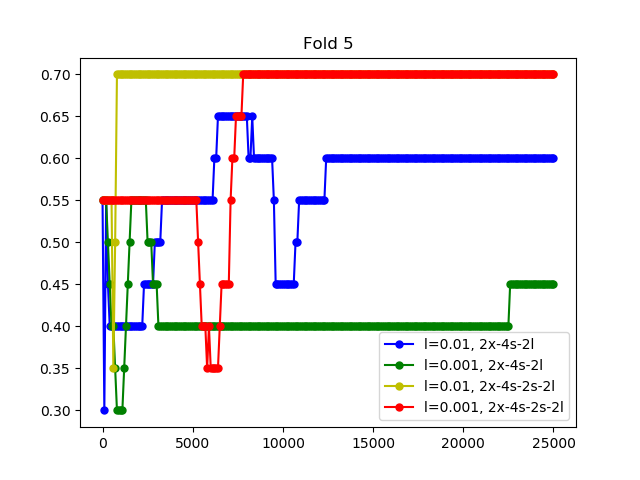 Fold 5
0.70
0.65
0.60
0.55
0.50
0.45
0.40
0.35
0.30
l=0.01, 2x-4s-2l
l=0.001, 2x-4s-2l
l=0.01, 2x-4s-2s-2l
l=0.001, 2x-4s-2s-2l
0 5000 10000 15000 20000 25000